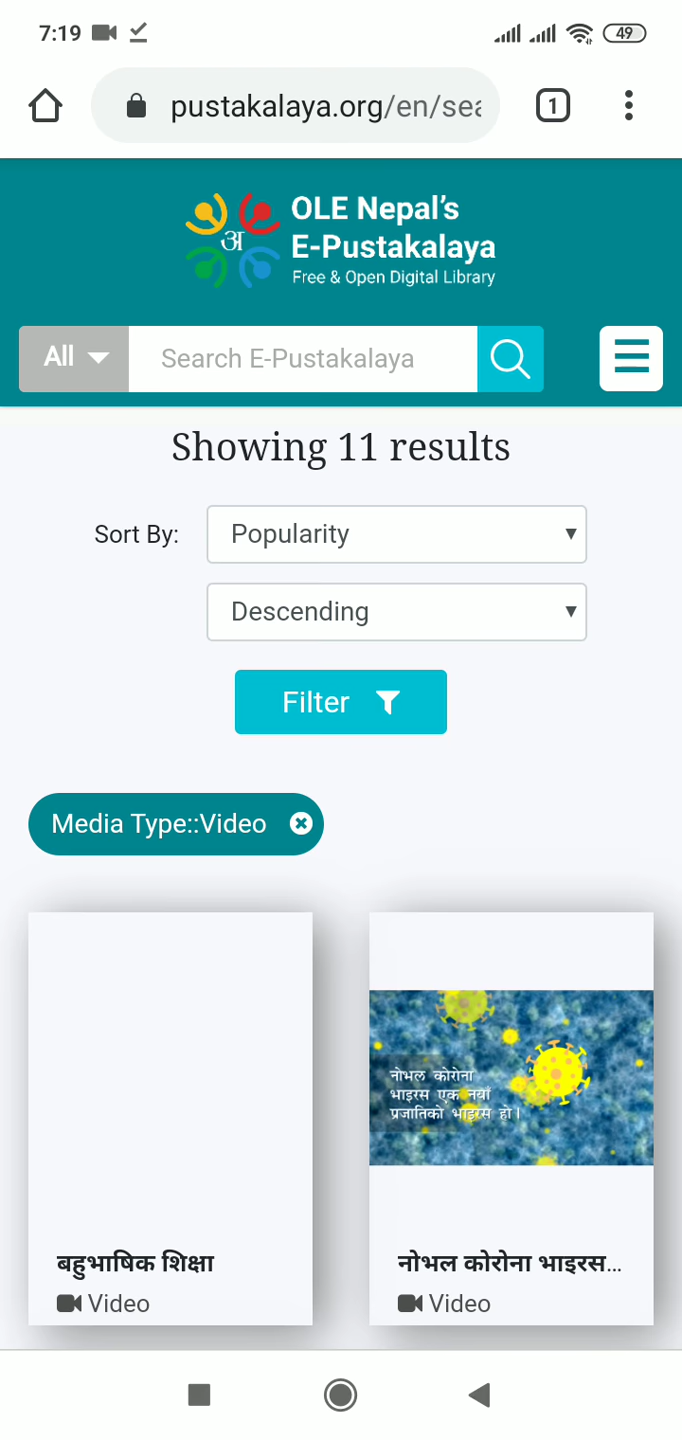 7:19
49
pustakalaya.org/en/sea
1
OLE Nepal's
E-Pustakalaya
अ
Free & Open Digital Library
All
Search E-Pustakalaya
Showing 11 results
Sort By:
Popularity
Descending
Filter
Media Type::Video
नोभल कोरोना
भाइरस एक नयाँ
प्रजातिको भाइरस हो।
बहुभाषिक शिक्षा
नोभल कोरोना भाइरस...
Video
Video